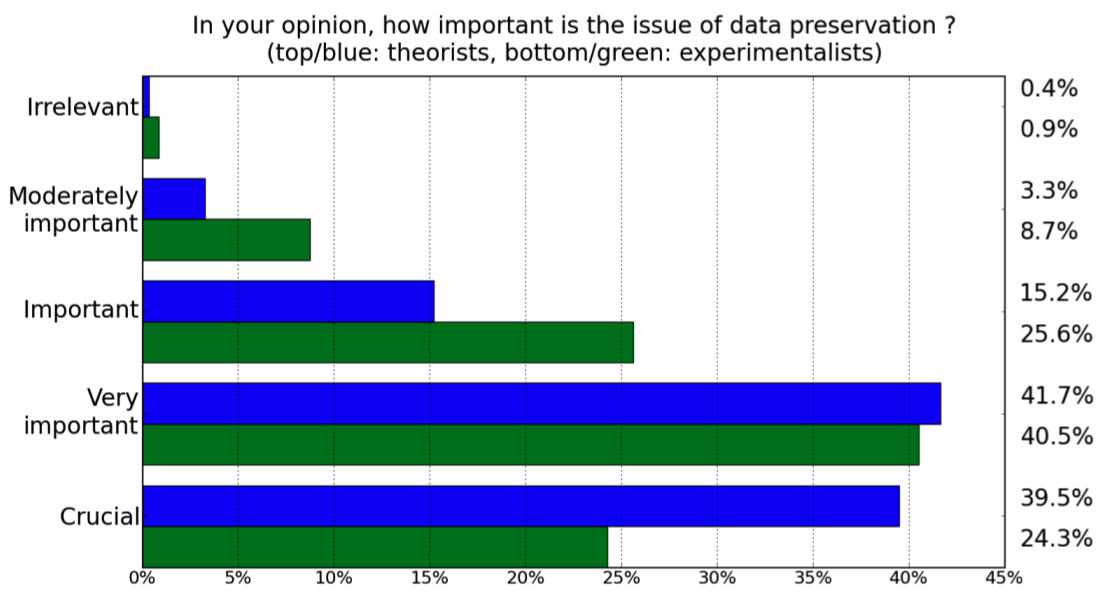 In your opinion, how important is the issue of data preservation ?
(top/blue: theorists, bottom/green: experimentalists)
Irrelevant
0.4%
0.9%
Moderately
important
3.3%
8.7%
Important
15.2%
25.6%
Very
important
41.7%
40.5%
Crucial
39.5%
24.3%
0% 5% 10% 15% 20% 25% 30% 35% 40% 45%